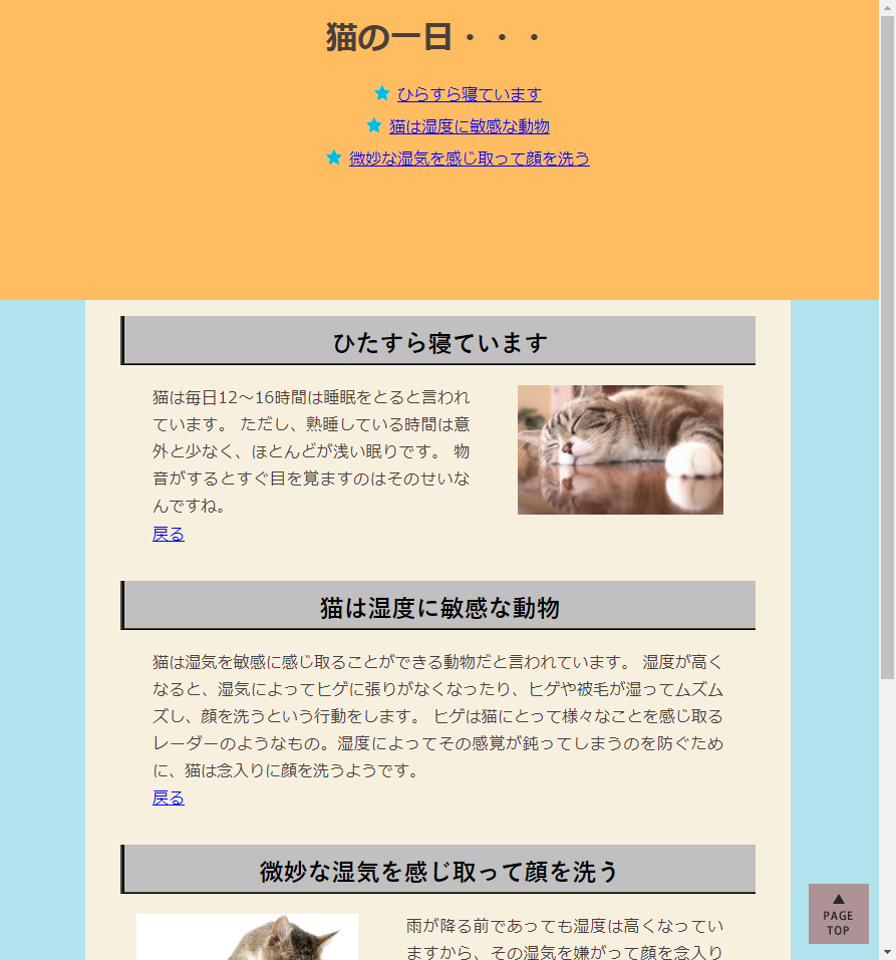 猫の一日・・・
ひらすら寝ています
猫は湿度に敏感な動物
微妙な湿気を感じ取って顔を洗う
ひたすら寝ています
猫は毎日12～16時間は睡眠をとると言われ
ています。 ただし、熟睡している時間は意
外と少なく、ほとんどが浅い眠りです。 物
音がするとすぐ目を覚ますのはそのせいな
んですね。
戻る
猫は湿度に敏感な動物
猫は湿気を敏感に感じ取ることができる動物だと言われています。 湿度が高く
なると、湿気によってヒゲに張りがなくなったり、ヒゲや被毛が湿ってムズム
ズし、顔を洗うという行動をします。 ヒゲは猫にとって様々なことを感じ取る
レーダーのようなもの。湿度によってその感覚が鈍ってしまうのを防ぐため
に、猫は念入りに顔を洗うようです。
戻る
微妙な湿気を感じ取って顔を洗う
雨が降る前であっても湿度は高くなってい
ますから、その湿気を嫌がって顔を念入り
▲
PAGE
TOP